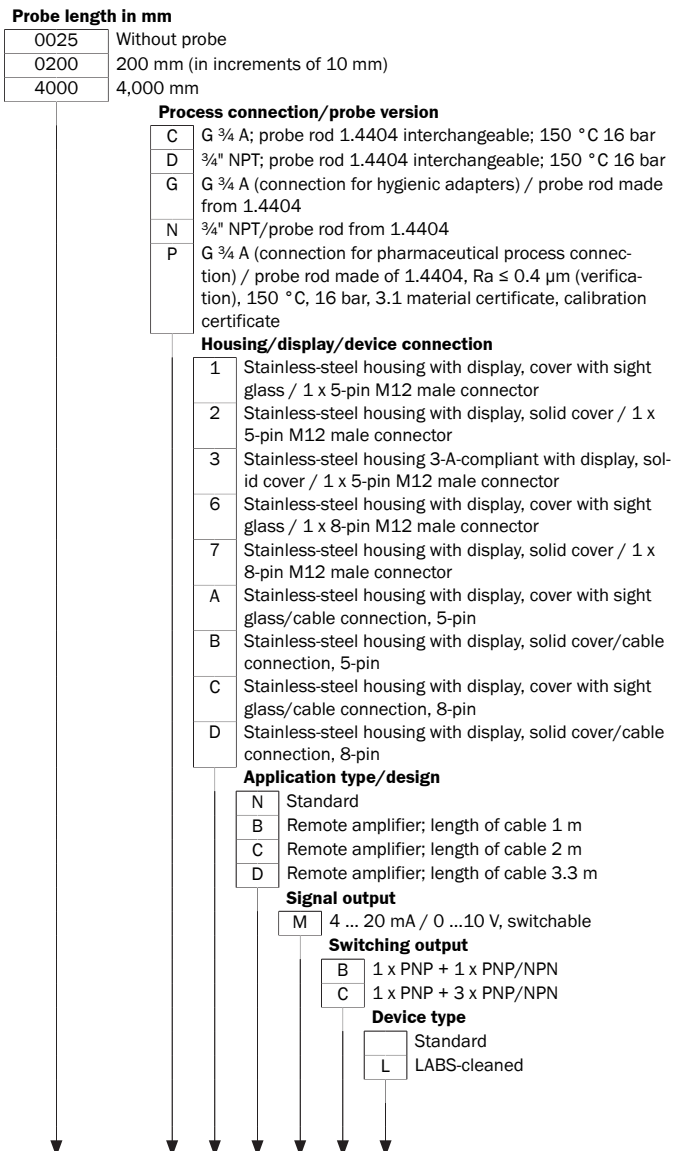 Probe length in mm
0025 Without probe
0200 200 mm (in increments of 10 mm)
4000 4,000 mm
Process connection/probe version
C G ¾ A; probe rod 1.4404 interchangeable; 150 °C 16 bar
D ¾" NPT; probe rod 1.4404 interchangeable; 150 °C 16 bar
G G ¾ A (connection for hygienic adapters) / probe rod made
from 1.4404
N ¾" NPT/probe rod from 1.4404
P G ¾ A (connection for pharmaceutical process connec-
tion) / probe rod made of 1.4404, Ra ≤ 0.4 µm (verifica-
tion), 150 °C, 16 bar, 3.1 material certificate, calibration
certificate
Housing/display/device connection
1 Stainless-steel housing with display, cover with sight
glass / 1 x 5-pin M12 male connector
2 Stainless-steel housing with display, solid cover / 1 x
5-pin M12 male connector
3 Stainless-steel housing 3-A-compliant with display, sol-
id cover / 1 x 5-pin M12 male connector
6 Stainless-steel housing with display, cover with sight
glass / 1 x 8-pin M12 male connector
7 Stainless-steel housing with display, solid cover / 1 x
8-pin M12 male connector
A Stainless-steel housing with display, cover with sight
glass/cable connection, 5-pin
B Stainless-steel housing with display, solid cover/cable
connection, 5-pin
C Stainless-steel housing with display, cover with sight
glass/cable connection, 8-pin
D Stainless-steel housing with display, solid cover/cable
connection, 8-pin
Application type/design
N Standard
B Remote amplifier; length of cable 1 m
C Remote amplifier; length of cable 2 m
D Remote amplifier; length of cable 3.3 m
Signal output
M 4 ... 20 mA / 0 ...10 V, switchable
Switching output
B 1 x PNP + 1 x PNP/NPN
C 1 x PNP + 3 x PNP/NPN
Device type
Standard
L LABS-cleaned